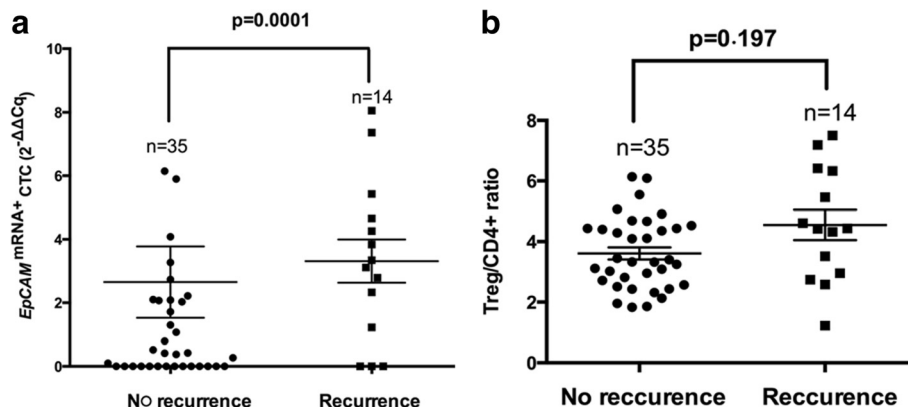 a
p=0.0001
10
8
6
4
2
0
EpCAM mRNA+ CTC (2-ΔΔCq)
n=35
n=14
No recurrence
Recurrence
b
p=0·197
8
6
4
2
0
Treg/CD4+ ratio
n=35
n=14
No reccurence
Reccurence